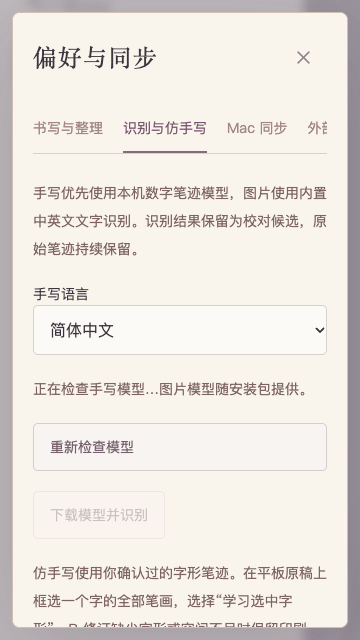 偏好与同步
书写与整理 识别与仿手写 Mac 同步 外
手写优先使用本机数字笔迹模型，图片使用内置
中英文文字识别。识别结果保留为校对候选，原
始笔迹持续保留。
手写语言
简体中文
正在检查手写模型…图片模型随安装包提供。
重新检查模型
下载模型并识别
仿手写使用你确认过的字形笔迹。在平板原稿上
框选一个字的全部笔画，选择“学习选中字